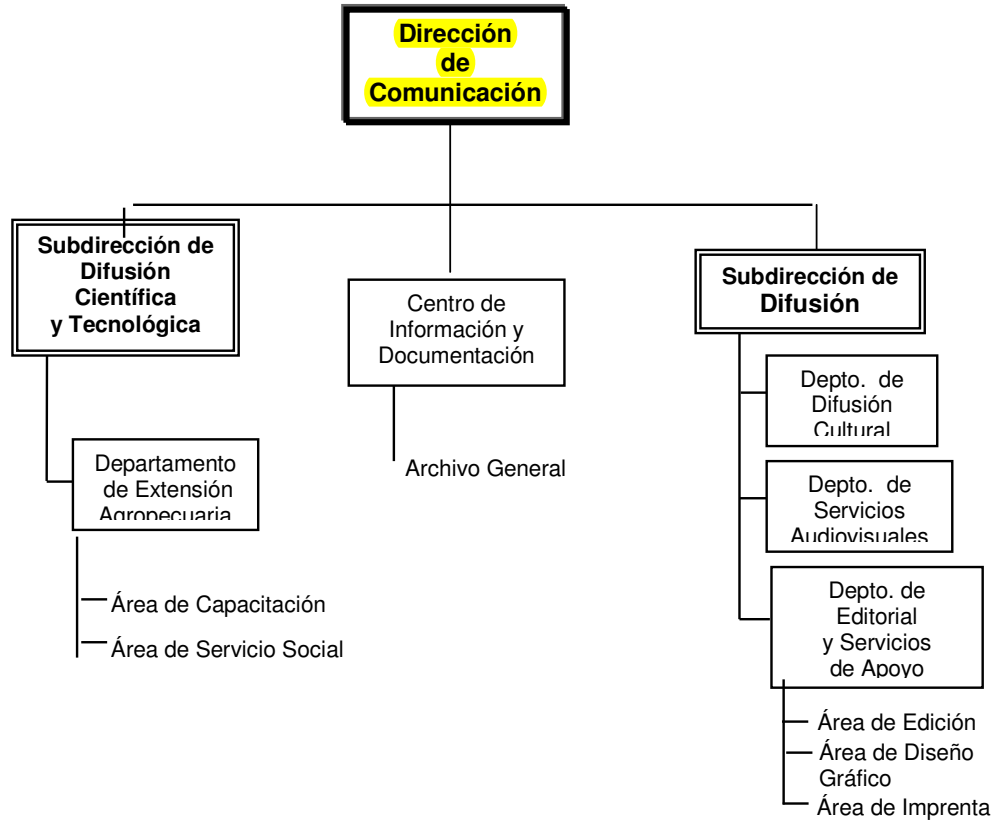 Dirección
de
Comunicación
Subdirección de
Difusión
Científica
y Tecnológica
Centro de
Información y
Documentación
Subdirección de
Difusión
Depto. de
Difusión
Cultural
Departamento
de Extensión
Agropecuaria
Archivo General
Depto. de
Servicios
Audiovisuales
Área de Capacitación
Área de Servicio Social
Depto. de
Editorial
y Servicios
de Apoyo
Área de Edición
Área de Diseño
Gráfico
Área de Imprenta